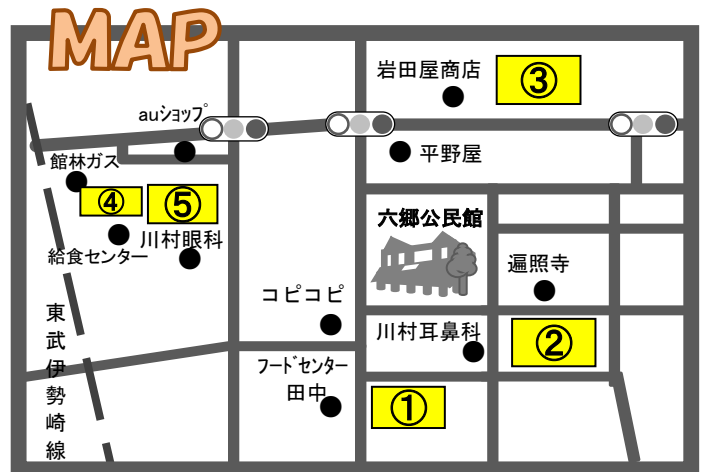 MAP
岩田屋商店
③
auショップ
平野屋
館林ガス
④
⑤
六郷公民館
川村眼科
給食センター
遍照寺
コピコピ
東武伊勢崎線
川村耳鼻科
②
フードセンター
田中
①